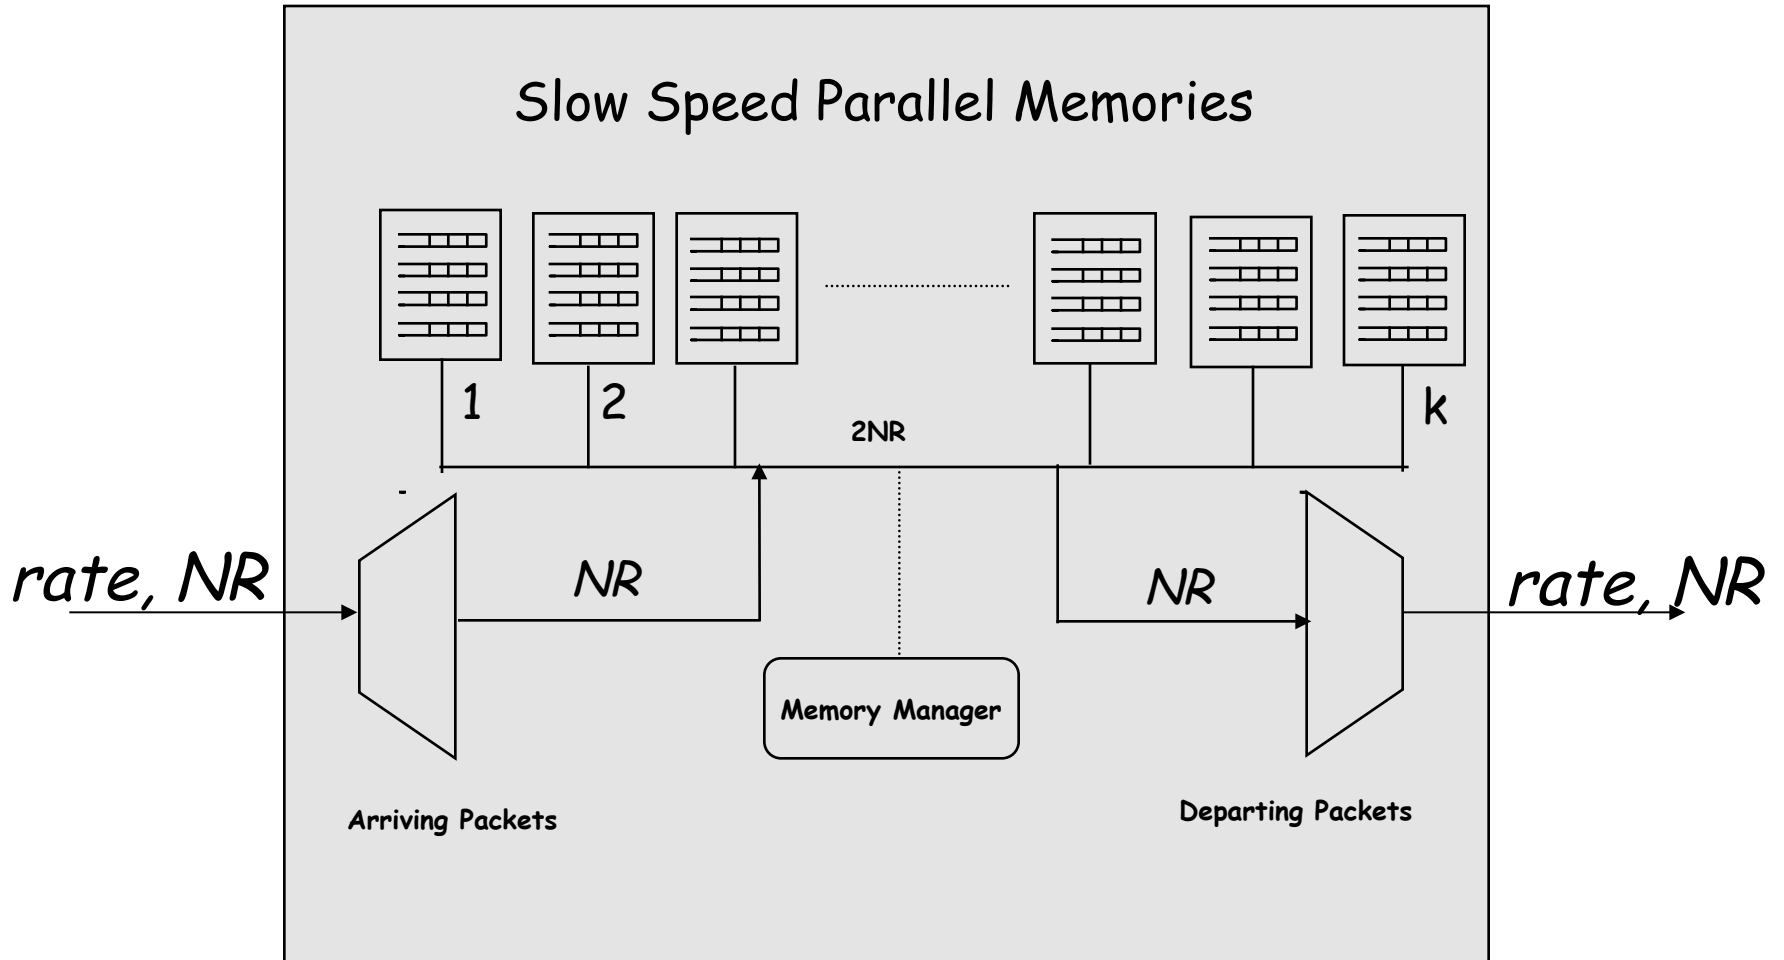 Slow Speed Parallel Memories
1
2
k
2NR
rate, NR
NR
NR
rate, NR
Memory Manager
Arriving Packets
Departing Packets